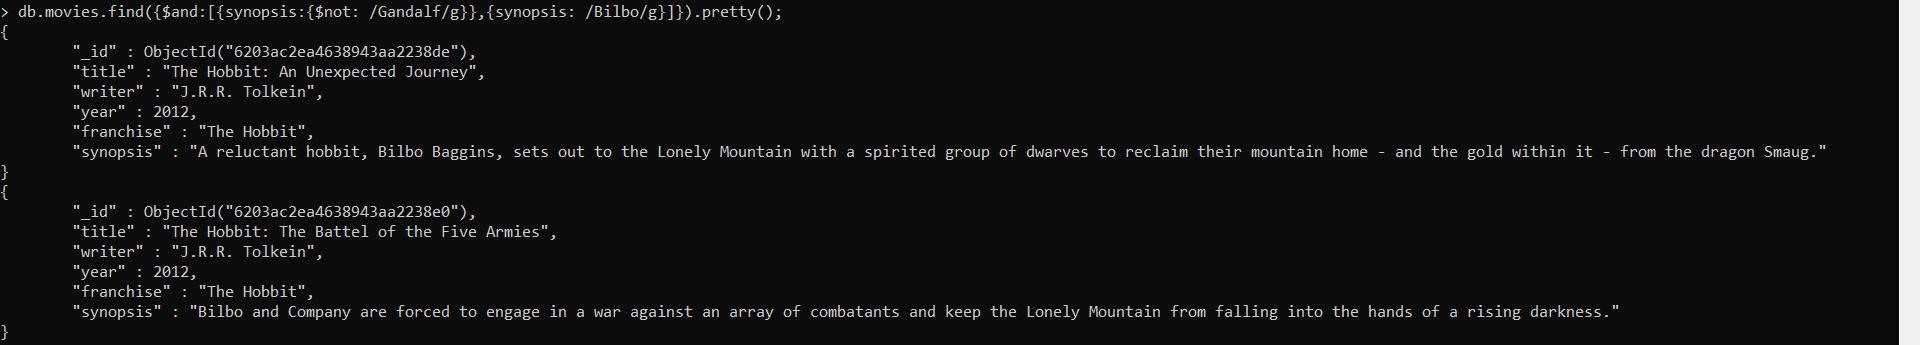 > db.movies.find({$and:[{synopsis:{$not: /Gandalf/g}},{synopsis: /Bilbo/g}]}).pretty();
{
        "_id" : ObjectId("6203ac2ea4638943aa2238de"),
        "title" : "The Hobbit: An Unexpected Journey",
        "writer" : "J.R.R. Tolkein",
        "year" : 2012,
        "franchise" : "The Hobbit",
        "synopsis" : "A reluctant hobbit, Bilbo Baggins, sets out to the Lonely Mountain with a spirited group of dwarves to reclaim their mountain home - and the gold within it - from the dragon Smaug."
}
{
        "_id" : ObjectId("6203ac2ea4638943aa2238e0"),
        "title" : "The Hobbit: The Battel of the Five Armies",
        "writer" : "J.R.R. Tolkein",
        "year" : 2012,
        "franchise" : "The Hobbit",
        "synopsis" : "Bilbo and Company are forced to engage in a war against an array of combatants and keep the Lonely Mountain from falling into the hands of a rising darkness."
}